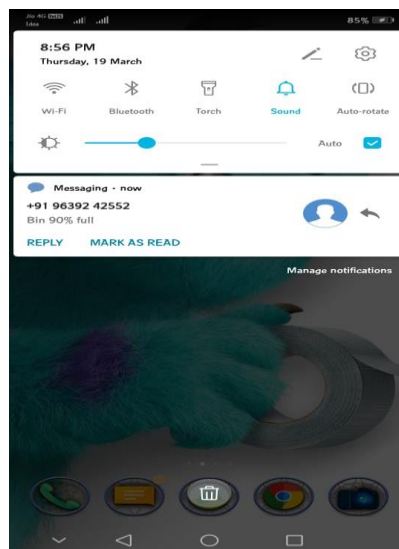 Jio 4G
Idea
85%
8:56 PM
Thursday, 19 March
Wi-Fi
Bluetooth
Torch
Sound
Auto-rotate
Auto
Messaging • now
+91 96392 42552
Bin 90% full
REPLY
MARK AS READ
Manage notifications